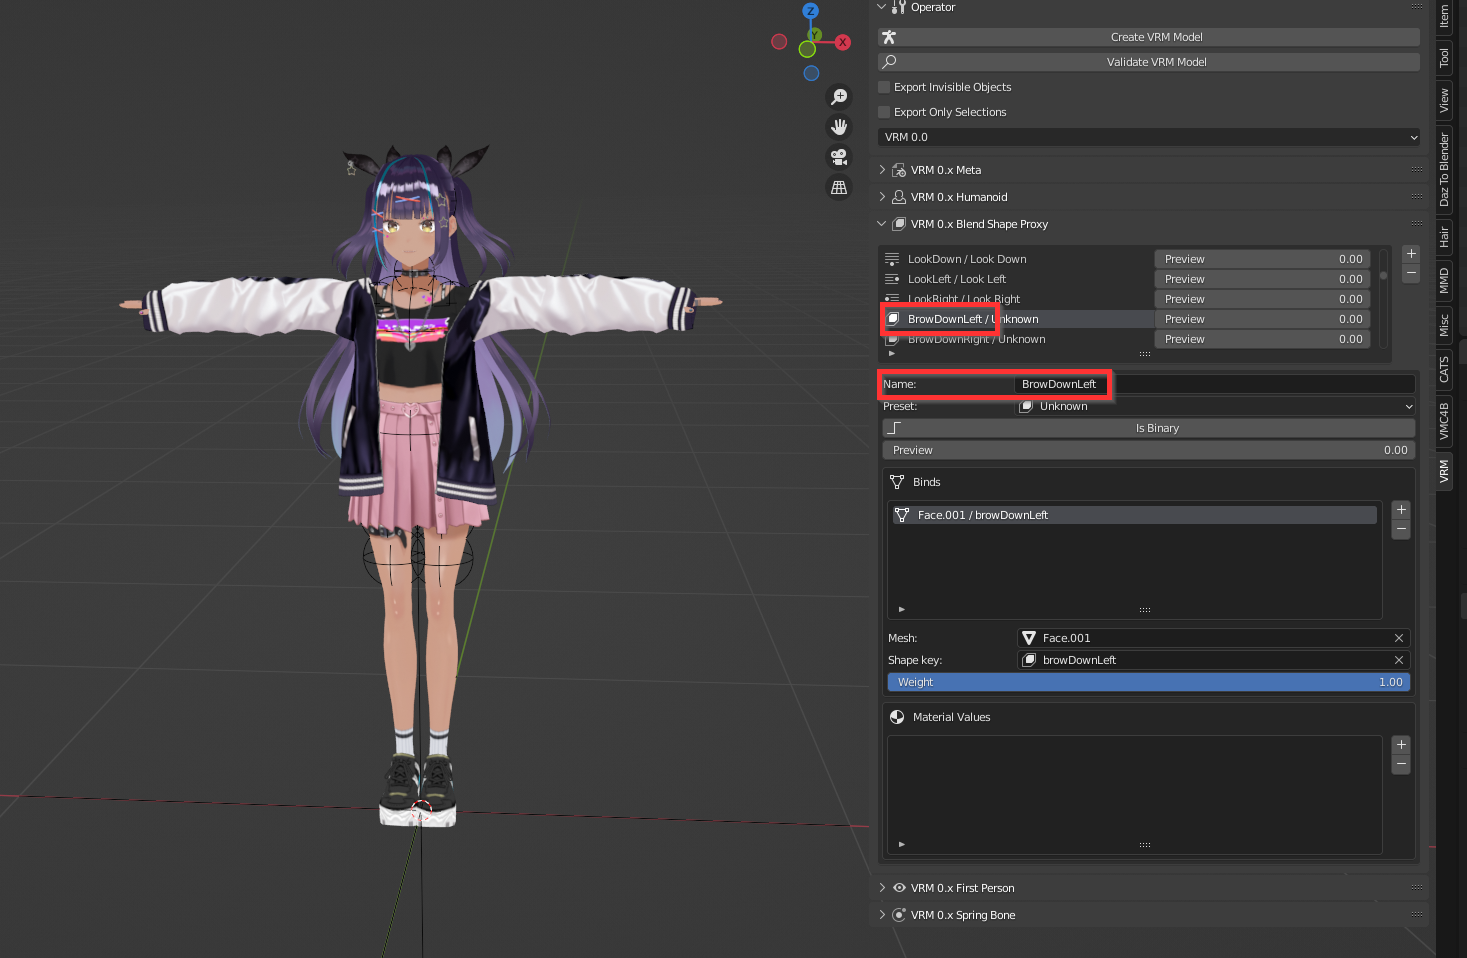 Operator
Create VRM Model
Validate VRM Model
Export Invisible Objects
Export Only Selections
VRM 0.0
VRM 0.x Meta
VRM 0.x Humanoid
VRM 0.x Blend Shape Proxy
LookDown / Look Down Preview 0.00
LookLeft / Look Left Preview 0.00
LookRight / Look Right Preview 0.00
BrowDownLeft / Unknown Preview 0.00
BrowDownRight / Unknown Preview 0.00
Name: BrowDownLeft
Preset: Unknown
Is Binary
Preview 0.00
Binds
Face.001 / browDownLeft
Mesh: Face.001
Shape key: browDownLeft
Weight 1.00
Material Values
VRM 0.x First Person
VRM 0.x Spring Bone
Z
Y
X
Item
Tool
View
Daz To Blender
Hair
MMD
Misc
CATS
VMC4B
VRM